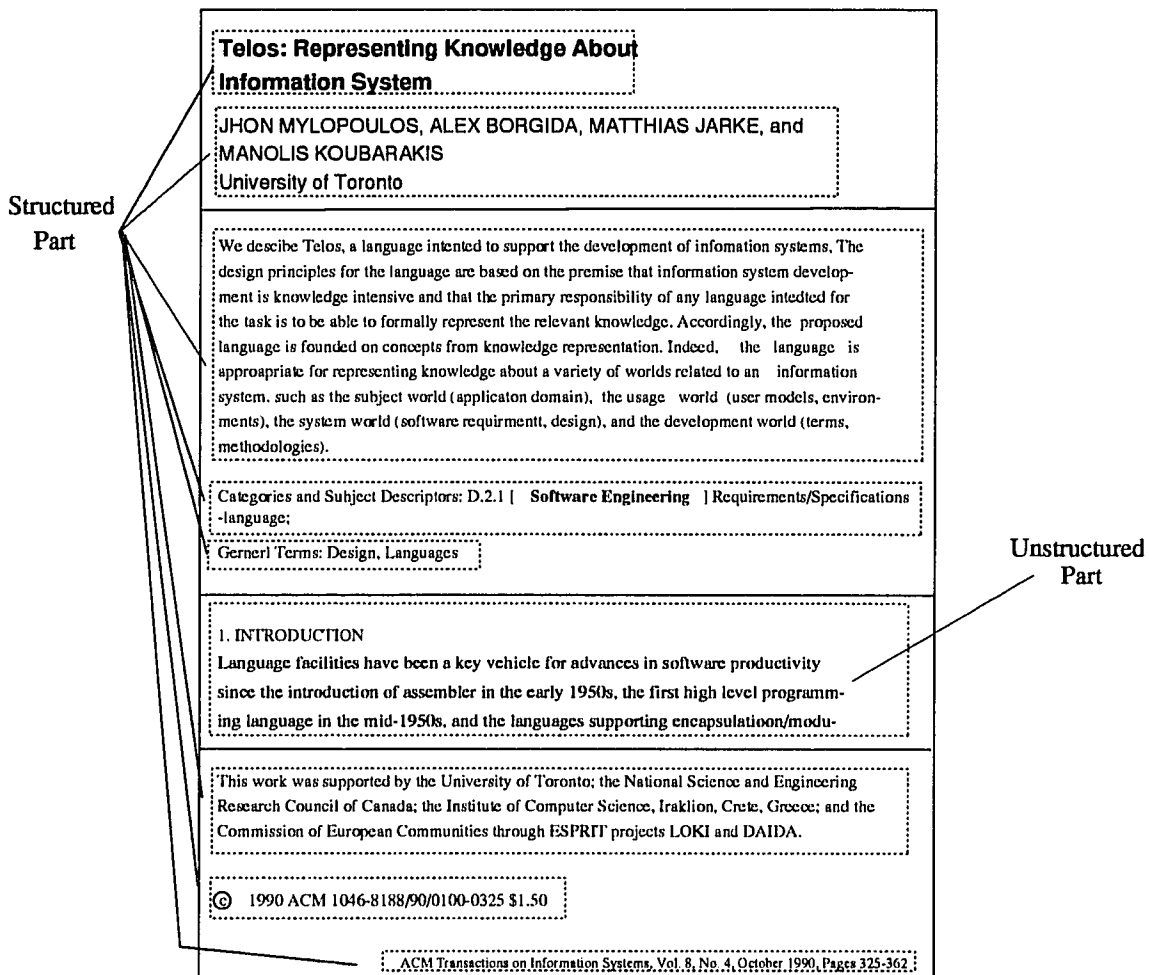 Telos: Representing Knowledge About
Information System
JHON MYLOPOULOS, ALEX BORGIDA, MATTHIAS JARKE, and
MANOLIS KOUBARAKIS
University of Toronto
Structured
Part
We descibe Telos, a language intented to support the development of infomation systems, The
design principles for the language are based on the premise that information system develop-
ment is knowledge intensive and that the primary responsibility of any language intedted for
the task is to be able to formally represent the relevant knowledge. Accordingly, the proposed
language is founded on concepts from knowledge representation. Indeed, the language is
approapriate for representing knowledge about a variety of worlds related to an information
system, such as the subject world (applicaton domain), the usage world (user models, environ-
ments), the system world (software requirmentt, design), and the development world (terms,
methodologies).
Categories and Subject Descriptors: D.2.1 [ Software Engineering ] Requirements/Specifications
-language;
Gernerl Terms: Design, Languages
Unstructured
Part
1. INTRODUCTION
Language facilities have been a key vehicle for advances in software productivity
since the introduction of assembler in the early 1950s, the first high level programm-
ing language in the mid-1950s, and the languages supporting encapsulatioon/modu-
This work was supported by the University of Toronto; the National Science and Engineering
Research Council of Canada; the Institute of Computer Science, Iraklion, Crete, Greece; and the
Commission of European Communities through ESPRIT projects LOKI and DAIDA.
© 1990 ACM 1046-8188/90/0100-0325 $1.50
ACM Transactions on Information Systems, Vol. 8, No. 4, October 1990, Pages 325-362